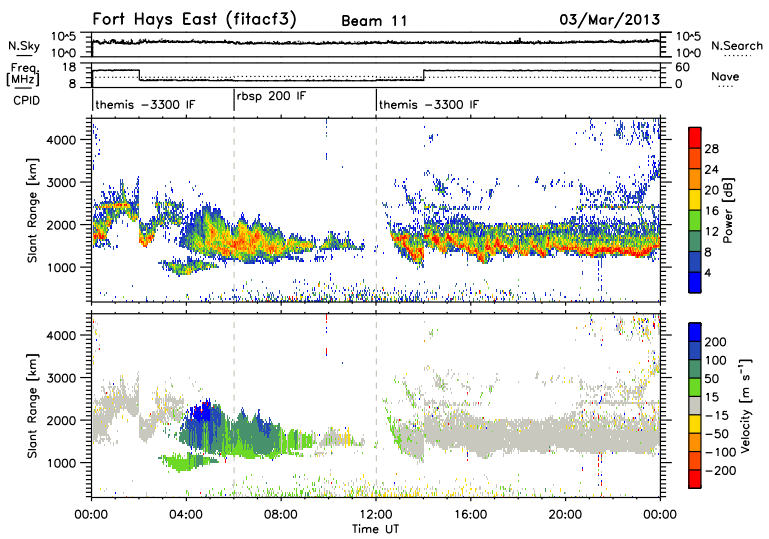 Fort Hays East (fitacf3) Beam 11 03/Mar/2013
N.Sky 10^5 10^0 10^5 10^0 N.Search
Freq. [MHz] 18 8 60 0 Nave
CPID themis -3300 IF rbsp 200 IF themis -3300 IF
Slant Range [km]
4000
3000
2000
1000
Power [dB]
28
24
20
16
12
8
4
Slant Range [km]
4000
3000
2000
1000
Velocity [m s⁻¹]
200
100
50
15
-15
-50
-100
-200
00:00 04:00 08:00 12:00 16:00 20:00 00:00
Time UT